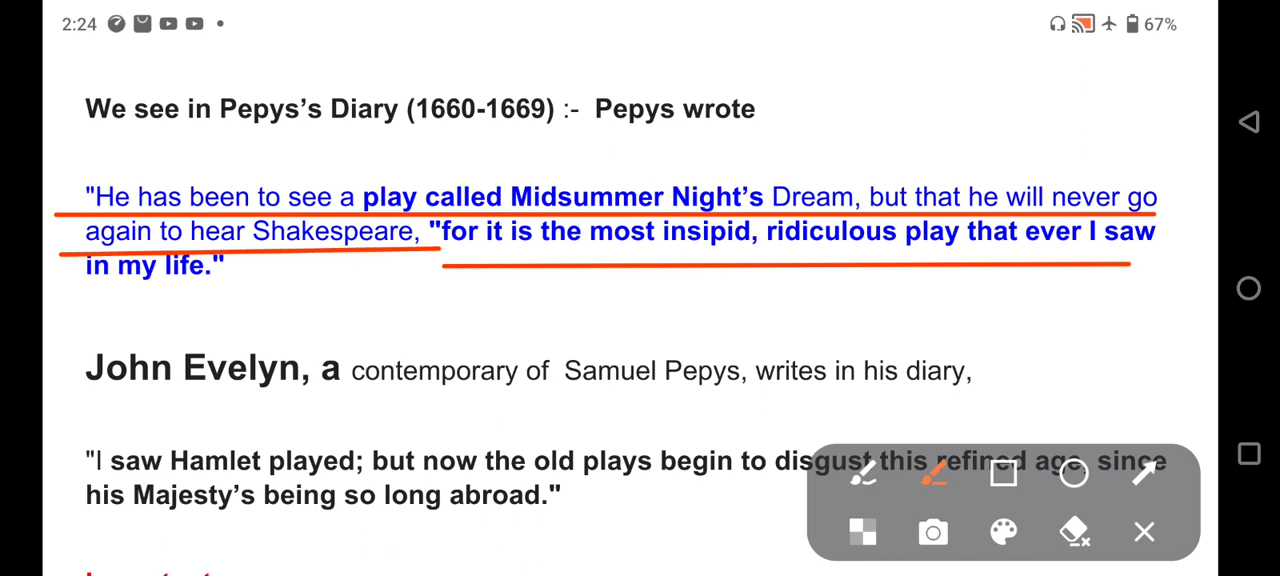 2:24
67%
We see in Pepys’s Diary (1660-1669) :-  Pepys wrote
"He has been to see a play called Midsummer Night’s Dream, but that he will never go
again to hear Shakespeare, "for it is the most insipid, ridiculous play that ever I saw
in my life."
John Evelyn, a contemporary of  Samuel Pepys, writes in his diary,
"I saw Hamlet played; but now the old plays begin to disgust this refined age, since
his Majesty’s being so long abroad."